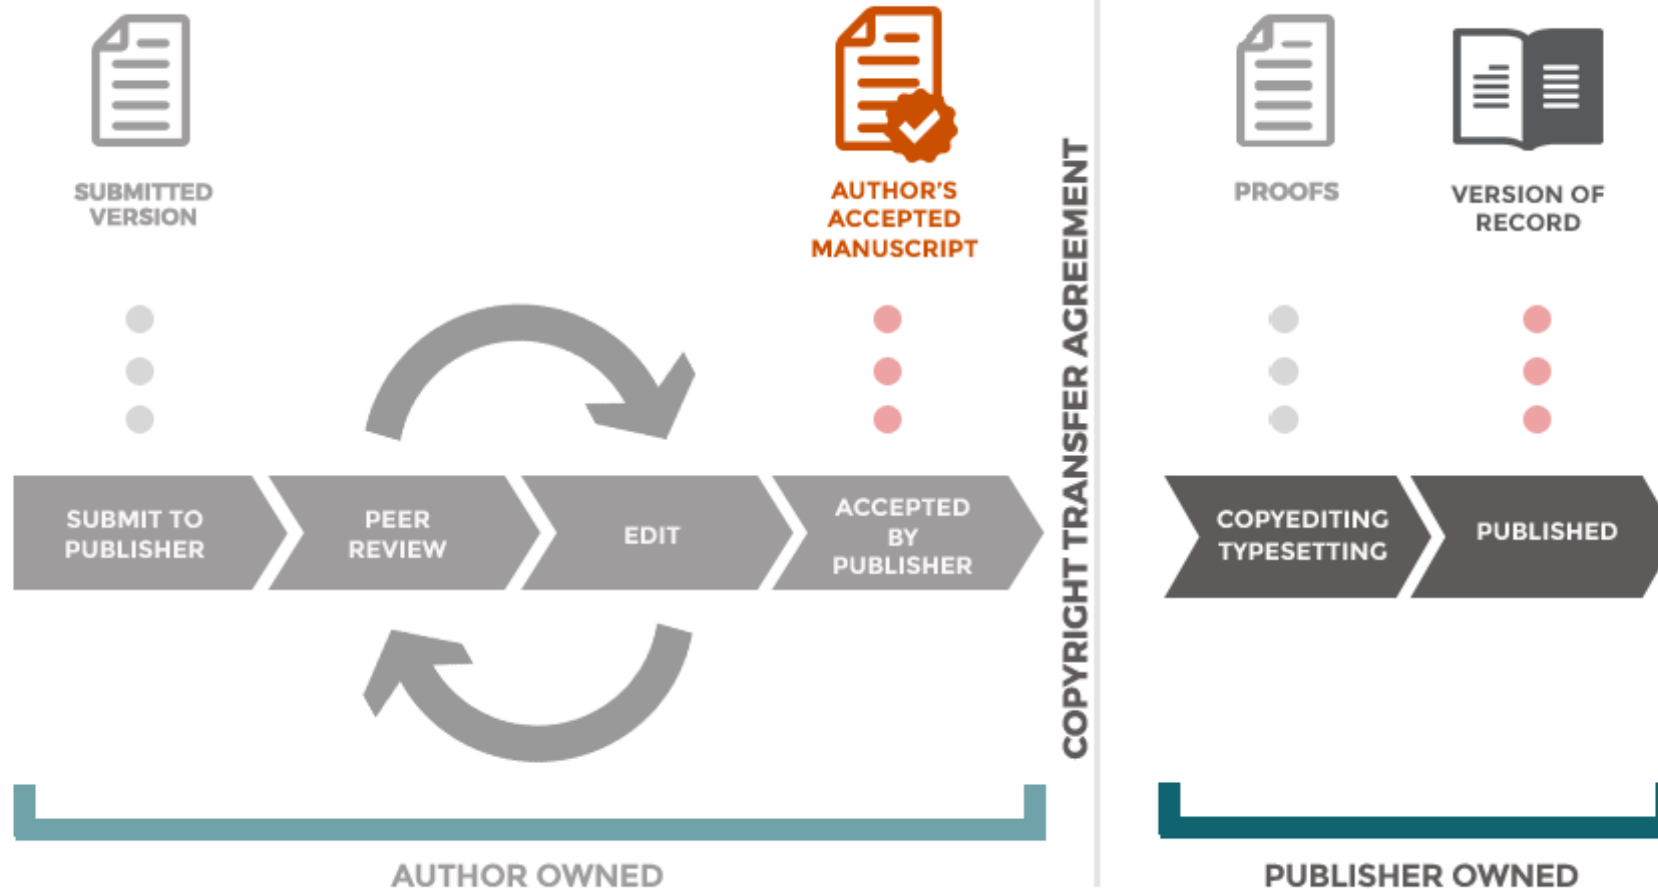 SUBMITTED
VERSION
AUTHOR'S
ACCEPTED
MANUSCRIPT
COPYRIGHT TRANSFER AGREEMENT
PROOFS
VERSION OF
RECORD
SUBMIT TO
PUBLISHER
PEER
REVIEW
EDIT
ACCEPTED
BY
PUBLISHER
COPYEDITING
TYPESETTING
PUBLISHED
AUTHOR OWNED
PUBLISHER OWNED